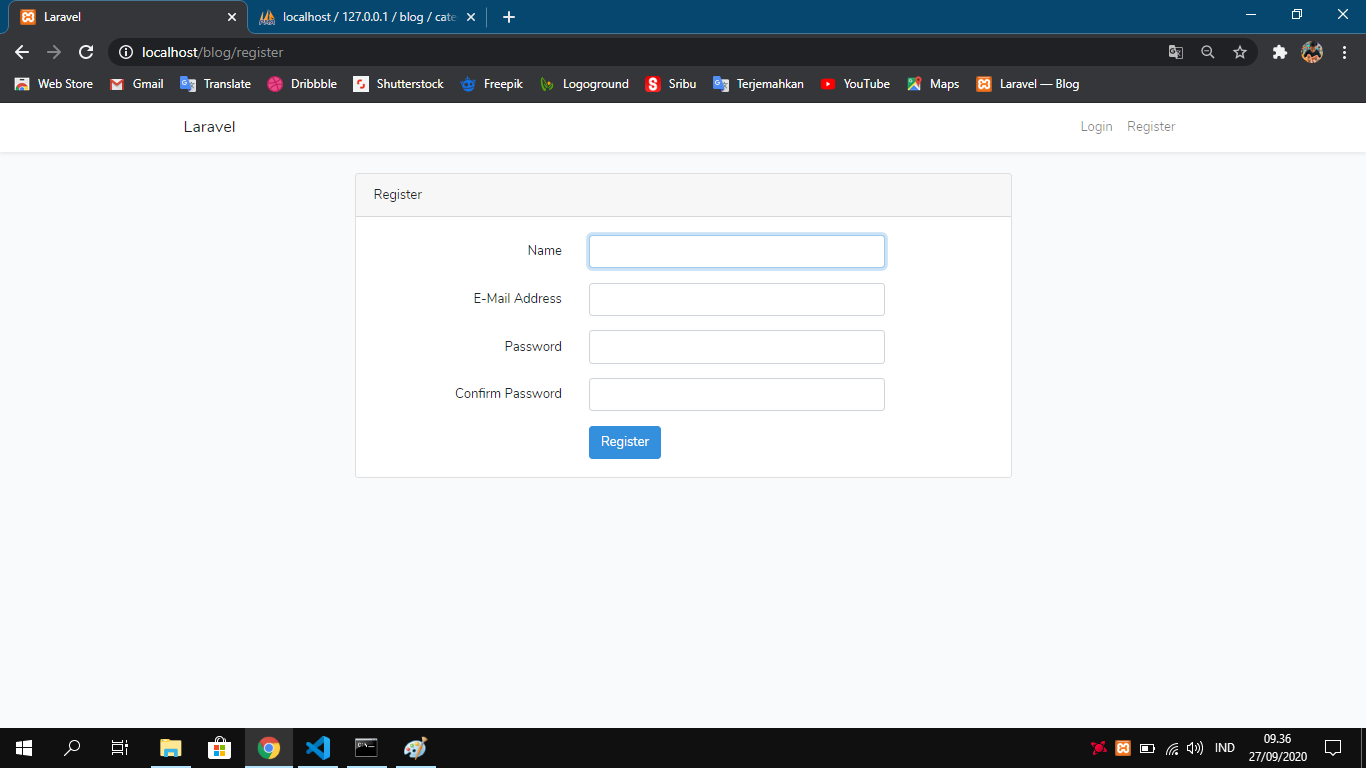 Laravel
localhost / 127.0.0.1 / blog / cate
localhost/blog/register
Web Store Gmail Translate Dribbble Shutterstock Freepik Logoground Sribu Terjemahkan YouTube Maps Laravel — Blog
Laravel Login Register
Register
Name
E-Mail Address
Password
Confirm Password
Register
IND
09.36
27/09/2020